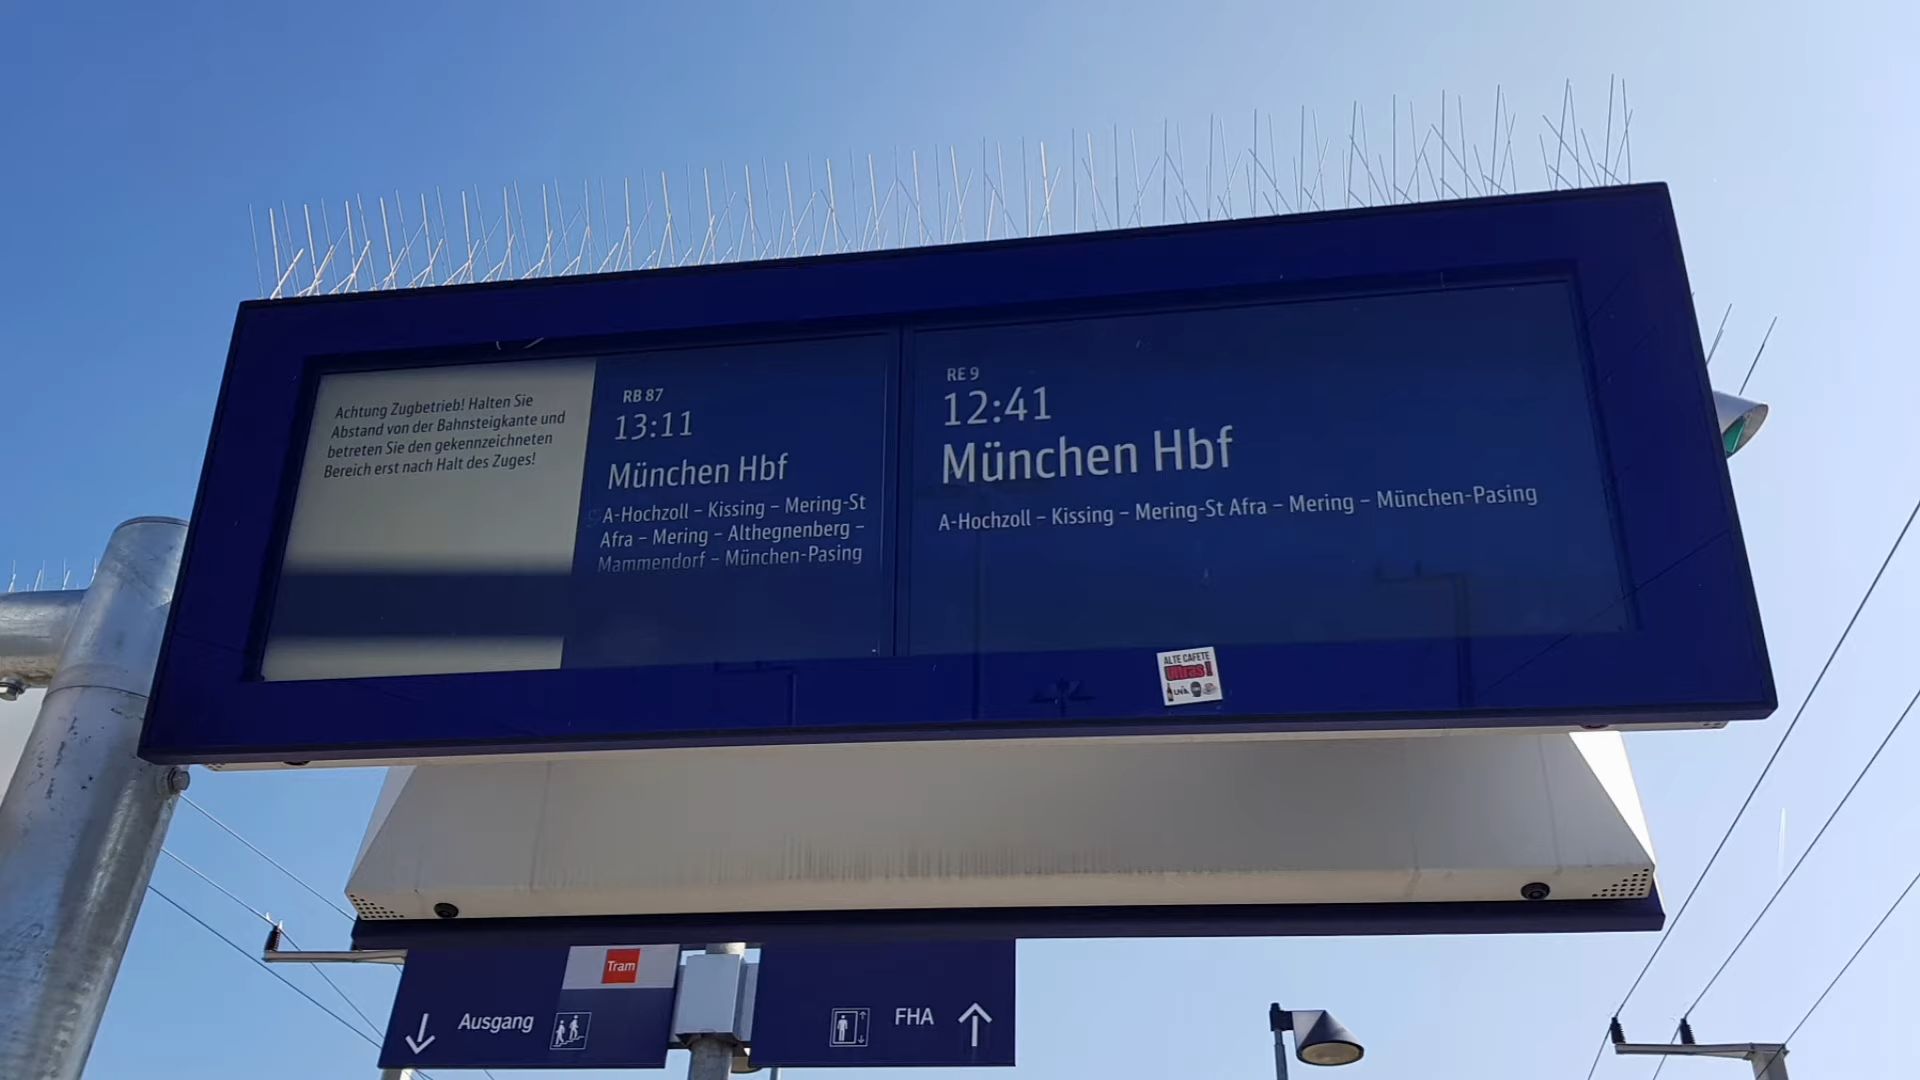 Achtung Zugbetrieb! Halten Sie
Abstand von der Bahnsteigkante und
betreten Sie den gekennzeichneten
Bereich erst nach Halt des Zuges!
RB 87
13:11
München Hbf
A-Hochzoll – Kissing – Mering-St
Afra – Mering – Althegnenberg –
Mammendorf – München-Pasing
RE 9
12:41
München Hbf
A-Hochzoll – Kissing – Mering-St Afra – Mering – München-Pasing
ALTE CAFETE
Ultras!
Tram
Ausgang
FHA